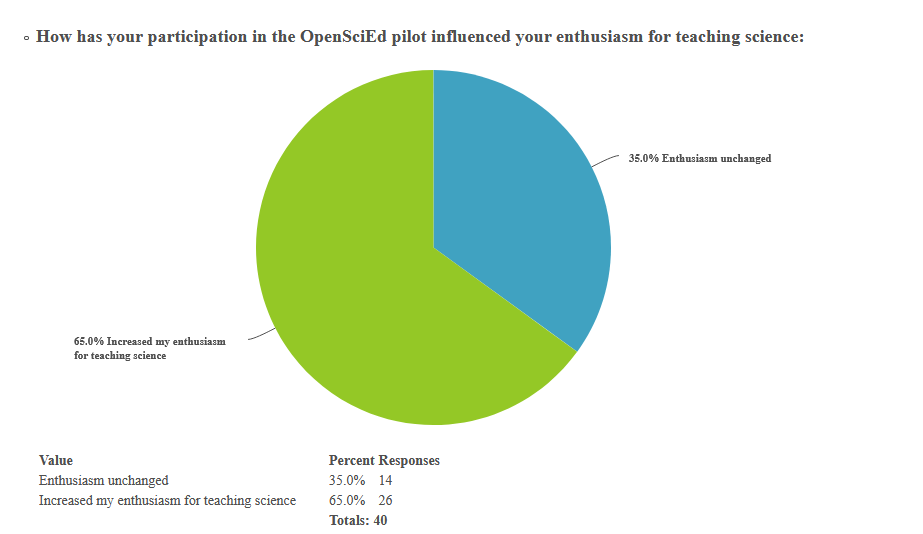 ◦ How has your participation in the OpenSciEd pilot influenced your enthusiasm for teaching science:
35.0% Enthusiasm unchanged
65.0% Increased my enthusiasm
for teaching science
Value Percent Responses
Enthusiasm unchanged 35.0% 14
Increased my enthusiasm for teaching science 65.0% 26
Totals: 40